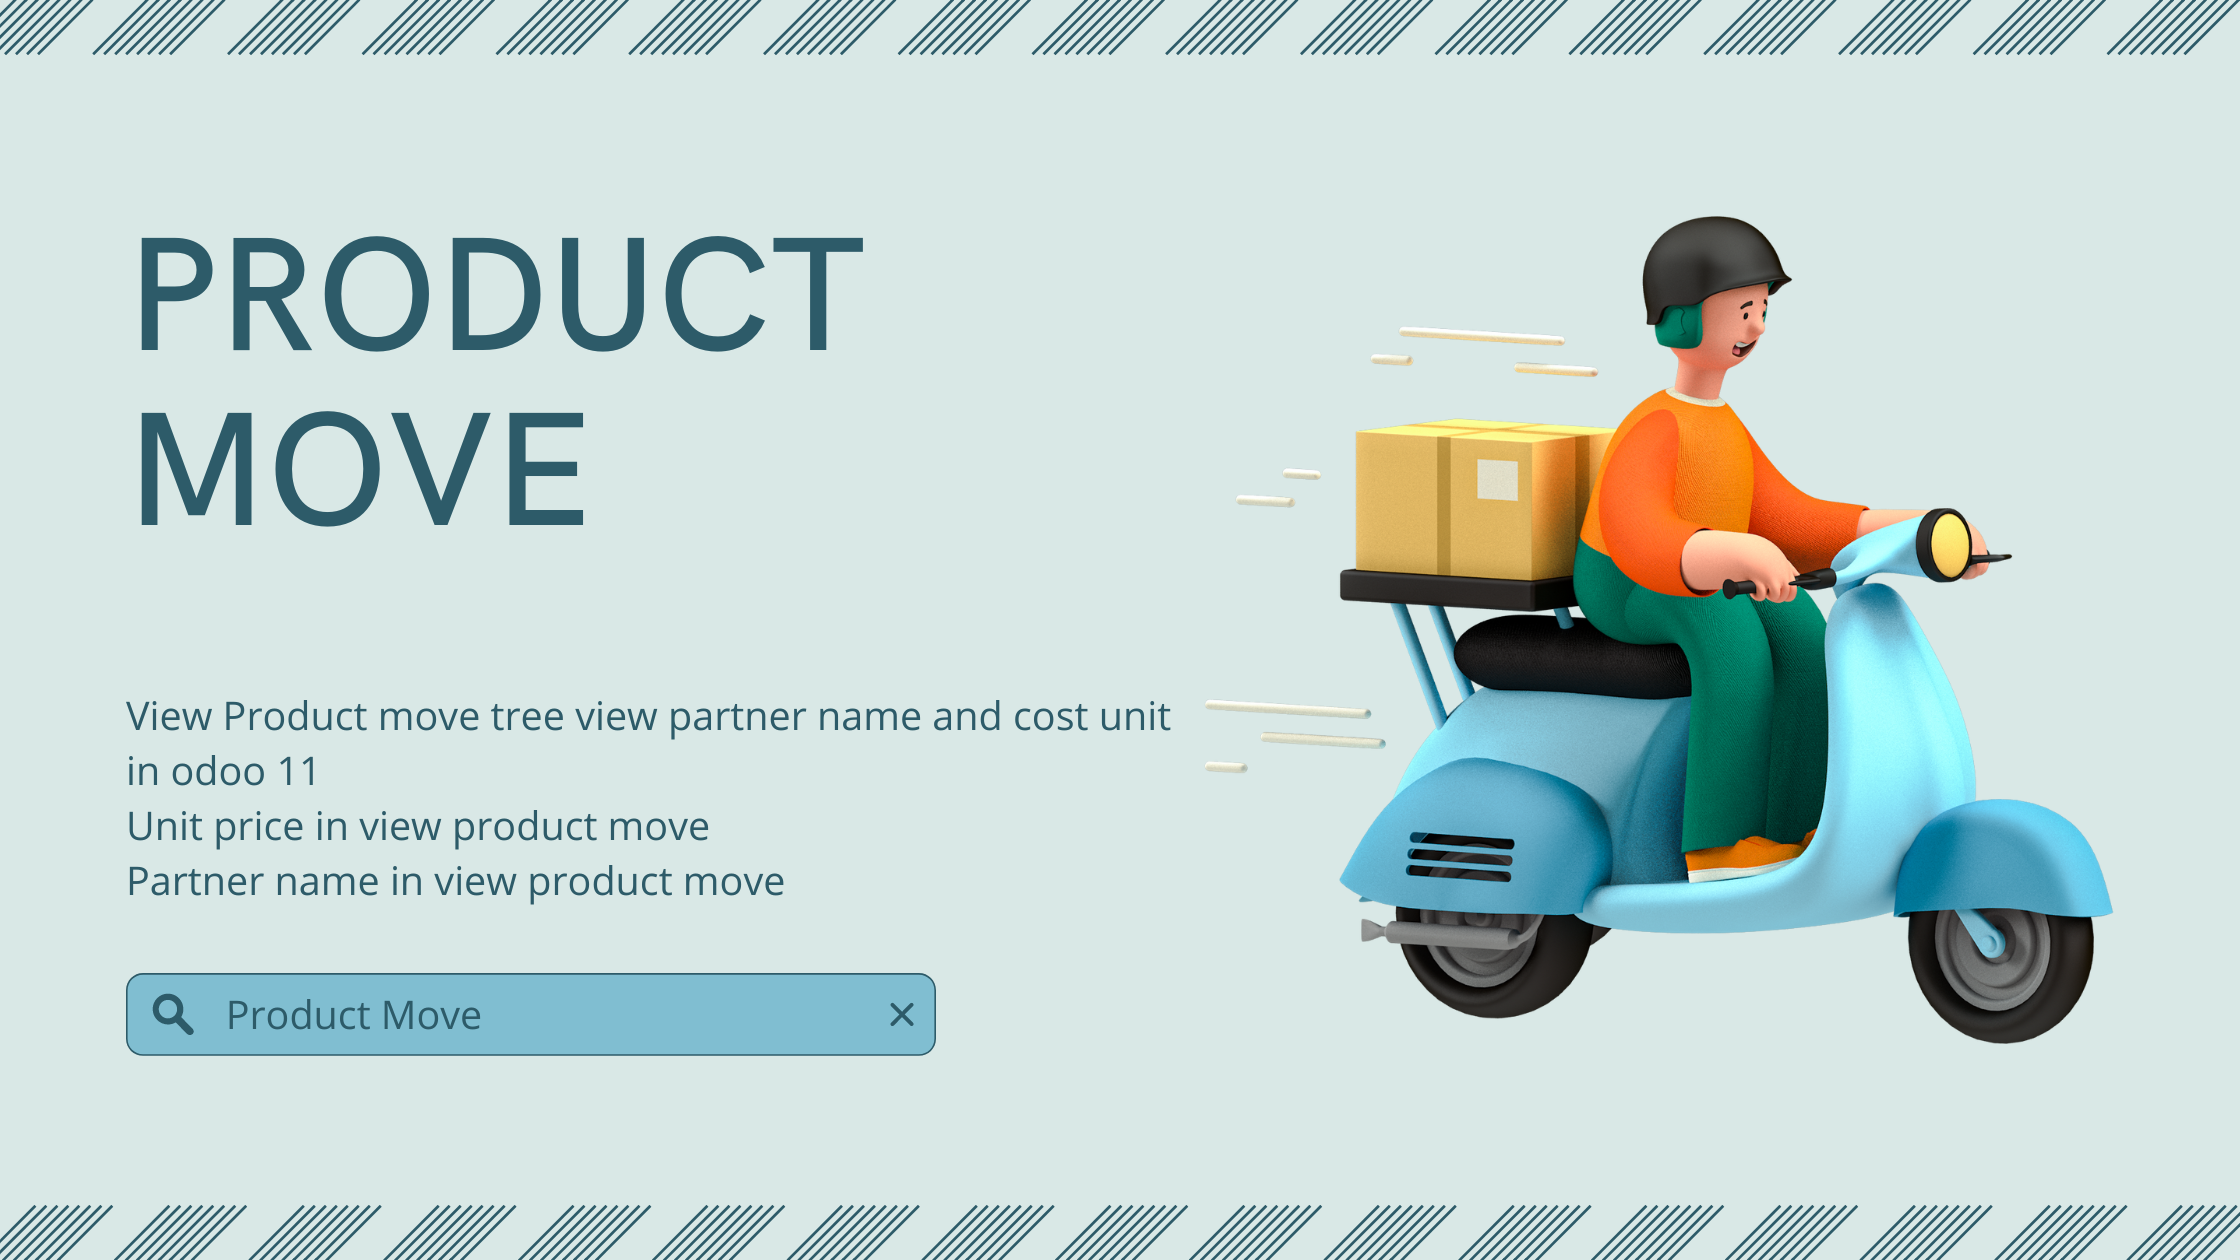 PRODUCT
MOVE
View Product move tree view partner name and cost unit
in odoo 11
Unit price in view product move
Partner name in view product move
Product Move